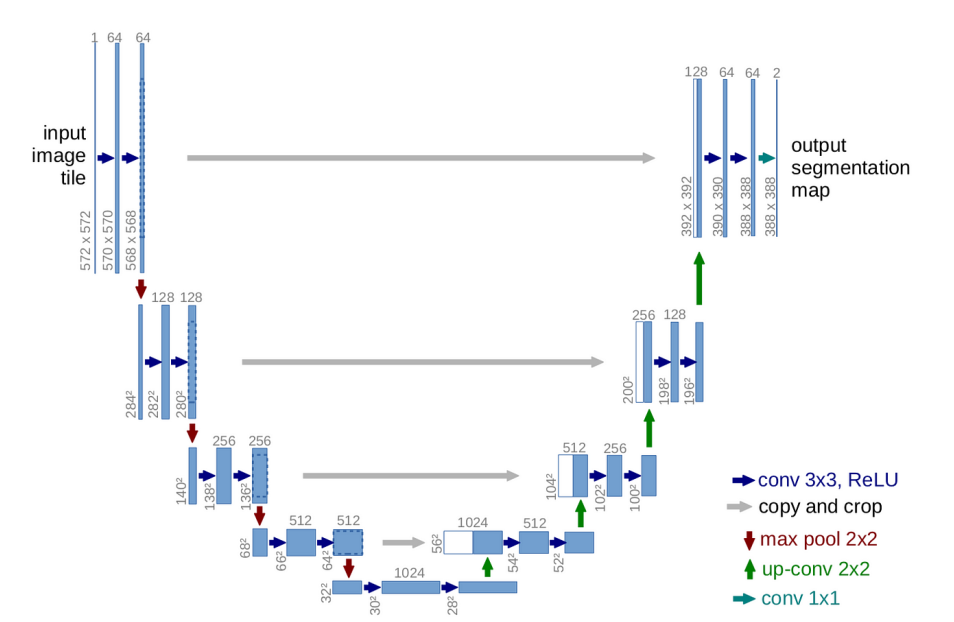 1 64 64
input
image
tile
572 x 572
570 x 570
568 x 568
128 64 64 2
output
segmentation
map
392 x 392
390 x 390
388 x 388
388 x 388
128 128
284²
282²
280²
256 128
200²
198²
196²
256 256
140²
138²
136²
512 256
104²
102²
100²
512 512
68²
66²
64²
1024 512
56²
54²
52²
1024
32²
30²
28²
conv 3x3, ReLU
copy and crop
max pool 2x2
up-conv 2x2
conv 1x1